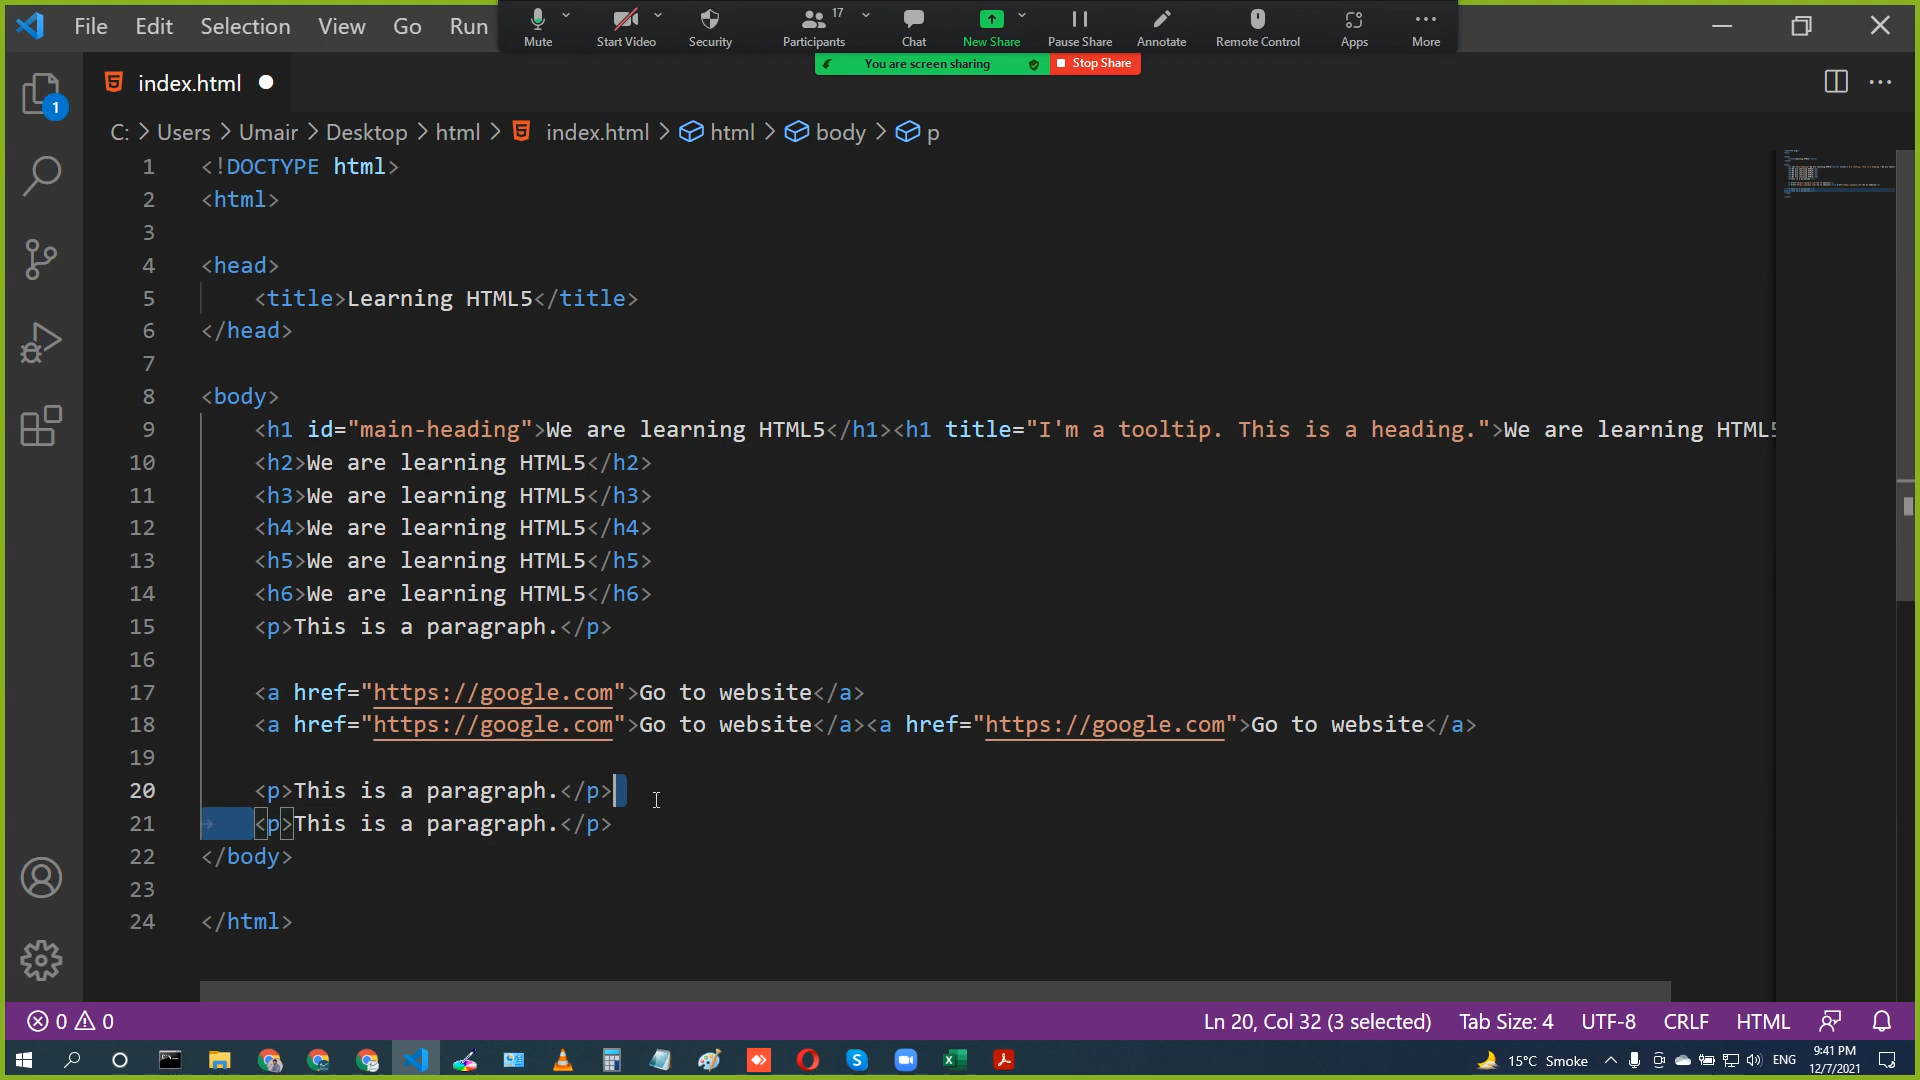 File Edit Selection View Go Run
Mute Start Video Security Participants 17 Chat New Share Pause Share Annotate Remote Control Apps More
You are screen sharing Stop Share
index.html
1
C: > Users > Umair > Desktop > html > index.html > html > body > p
1 <!DOCTYPE html>
2 <html>
3
4 <head>
5 <title>Learning HTML5</title>
6 </head>
7
8 <body>
9 <h1 id="main-heading">We are learning HTML5</h1><h1 title="I'm a tooltip. This is a heading.">We are learning HTML5
10 <h2>We are learning HTML5</h2>
11 <h3>We are learning HTML5</h3>
12 <h4>We are learning HTML5</h4>
13 <h5>We are learning HTML5</h5>
14 <h6>We are learning HTML5</h6>
15 <p>This is a paragraph.</p>
16
17 <a href="https://google.com">Go to website</a>
18 <a href="https://google.com">Go to website</a><a href="https://google.com">Go to website</a>
19
20 <p>This is a paragraph.</p>
21 <p>This is a paragraph.</p>
22 </body>
23
24 </html>
0 0 Ln 20, Col 32 (3 selected) Tab Size: 4 UTF-8 CRLF HTML
15°C Smoke ENG 9:41 PM
12/7/2021